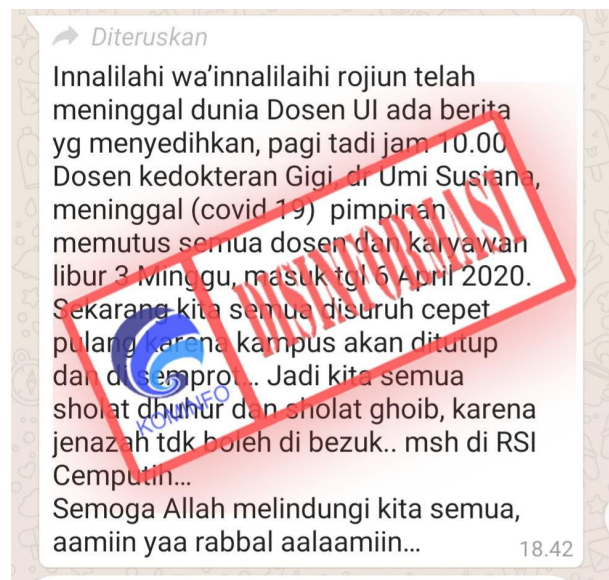 Diteruskan
Innalilahi wa'innalilaihi rojiun telah
meninggal dunia Dosen UI ada berita
yg menyedihkan, pagi tadi jam 10.00
Dosen kedokteran Gigi, dr Umi Susiana,
meninggal (covid 19) pimpinan
memutus semua dosen dan karyawan
libur 3 Minggu, masuk tgl 6 April 2020.
Sekarang kita semua disuruh cepet
pulang karena kampus akan ditutup
dan di semprot... Jadi kita semua
sholat dhuhur dan sholat ghoib, karena
jenazah tdk boleh di bezuk.. msh di RSI
Cemputih...
Semoga Allah melindungi kita semua,
aamiin yaa rabbal aalaamiin...
18.42
KOMINFO
DISINFORMASI